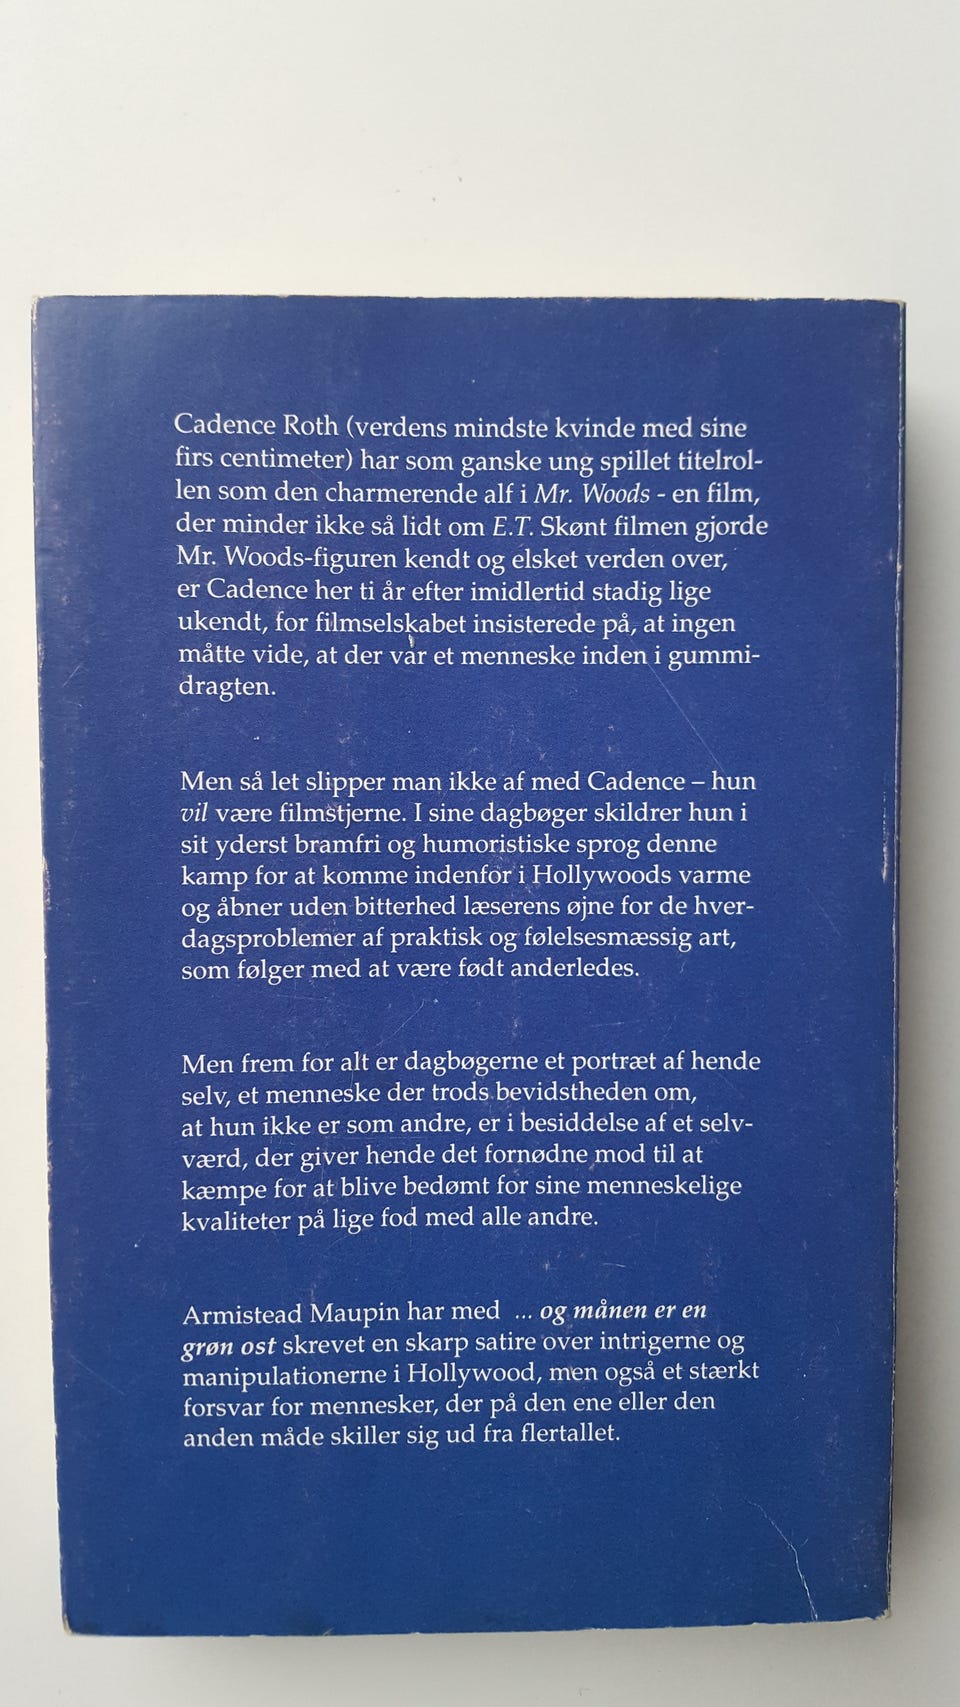 Cadence Roth (verdens mindste kvinde med sine
firs centimeter) har som ganske ung spillet titelrol-
len som den charmerende alf i Mr. Woods - en film,
der minder ikke så lidt om E.T. Skønt filmen gjorde
Mr. Woods-figuren kendt og elsket verden over,
er Cadence her ti år efter imidlertid stadig lige
ukendt, for filmselskabet insisterede på, at ingen
måtte vide, at der var et menneske inden i gummi-
dragten.
Men så let slipper man ikke af med Cadence – hun
vil være filmstjerne. I sine dagbøger skildrer hun i
sit yderst bramfri og humoristiske sprog denne
kamp for at komme indenfor i Hollywoods varme
og åbner uden bitterhed læserens øjne for de hver-
dagsproblemer af praktisk og følelsesmæssig art,
som følger med at være født anderledes.
Men frem for alt er dagbøgerne et portræt af hende
selv, et menneske der trods bevidstheden om,
at hun ikke er som andre, er i besiddelse af et selv-
værd, der giver hende det fornødne mod til at
kæmpe for at blive bedømt for sine menneskelige
kvaliteter på lige fod med alle andre.
Armistead Maupin har med ... og månen er en
grøn ost skrevet en skarp satire over intrigerne og
manipulationerne i Hollywood, men også et stærkt
forsvar for mennesker, der på den ene eller den
anden måde skiller sig ud fra flertallet.